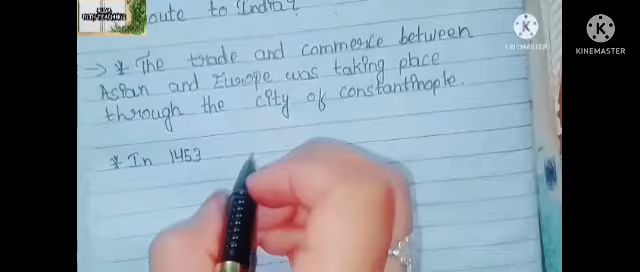 oute to India?
→ * The trade and commerce between
Asian and Europe was taking place
through the city of constantinople.
* In 1453
KINEMASTER
KINEMASTER